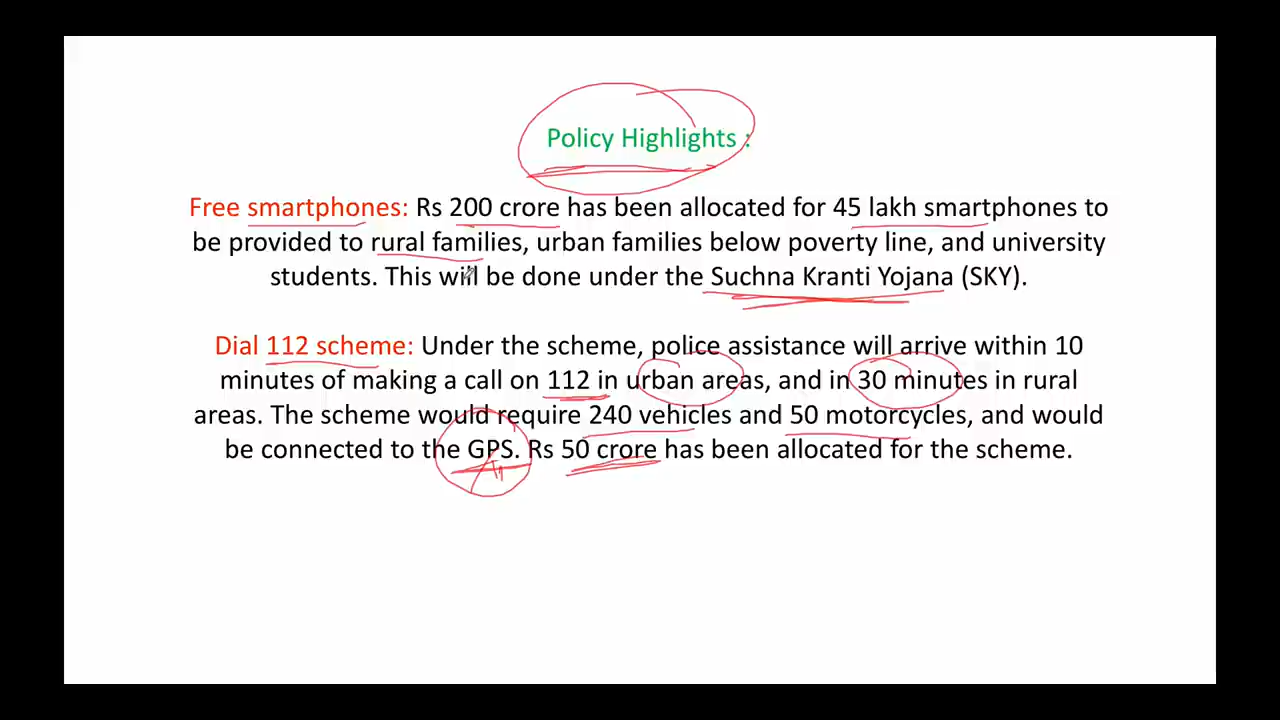 Policy Highlights :
Free smartphones: Rs 200 crore has been allocated for 45 lakh smartphones to
be provided to rural families, urban families below poverty line, and university
students. This will be done under the Suchna Kranti Yojana (SKY).
Dial 112 scheme: Under the scheme, police assistance will arrive within 10
minutes of making a call on 112 in urban areas, and in 30 minutes in rural
areas. The scheme would require 240 vehicles and 50 motorcycles, and would
be connected to the GPS. Rs 50 crore has been allocated for the scheme.